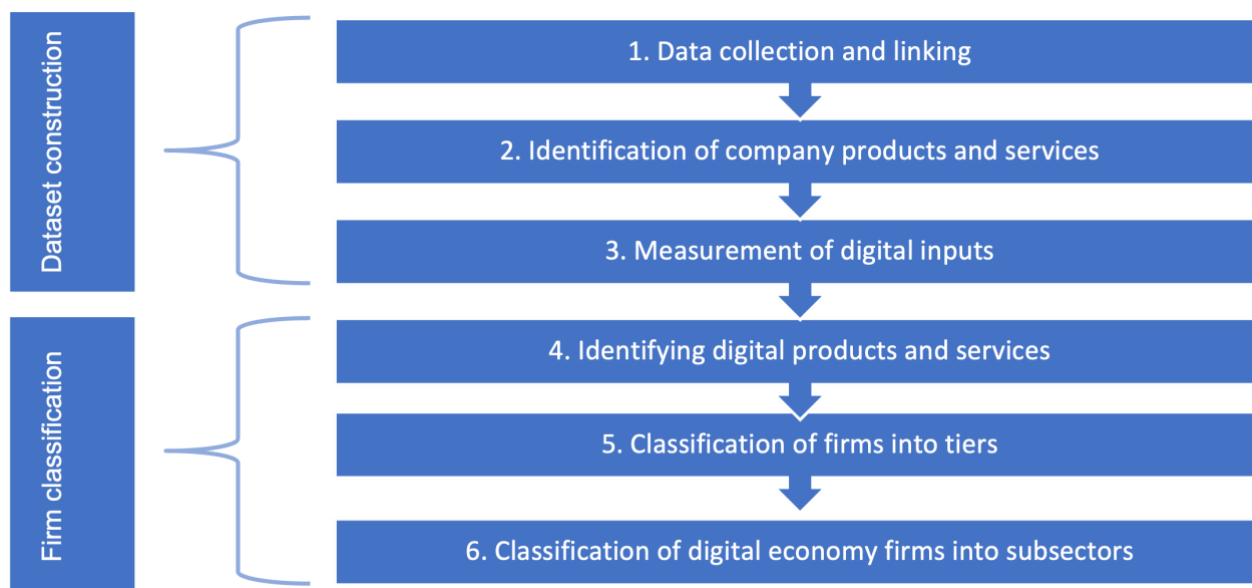 Dataset construction
1. Data collection and linking
2. Identification of company products and services
3. Measurement of digital inputs
Firm classification
4. Identifying digital products and services
5. Classification of firms into tiers
6. Classification of digital economy firms into subsectors